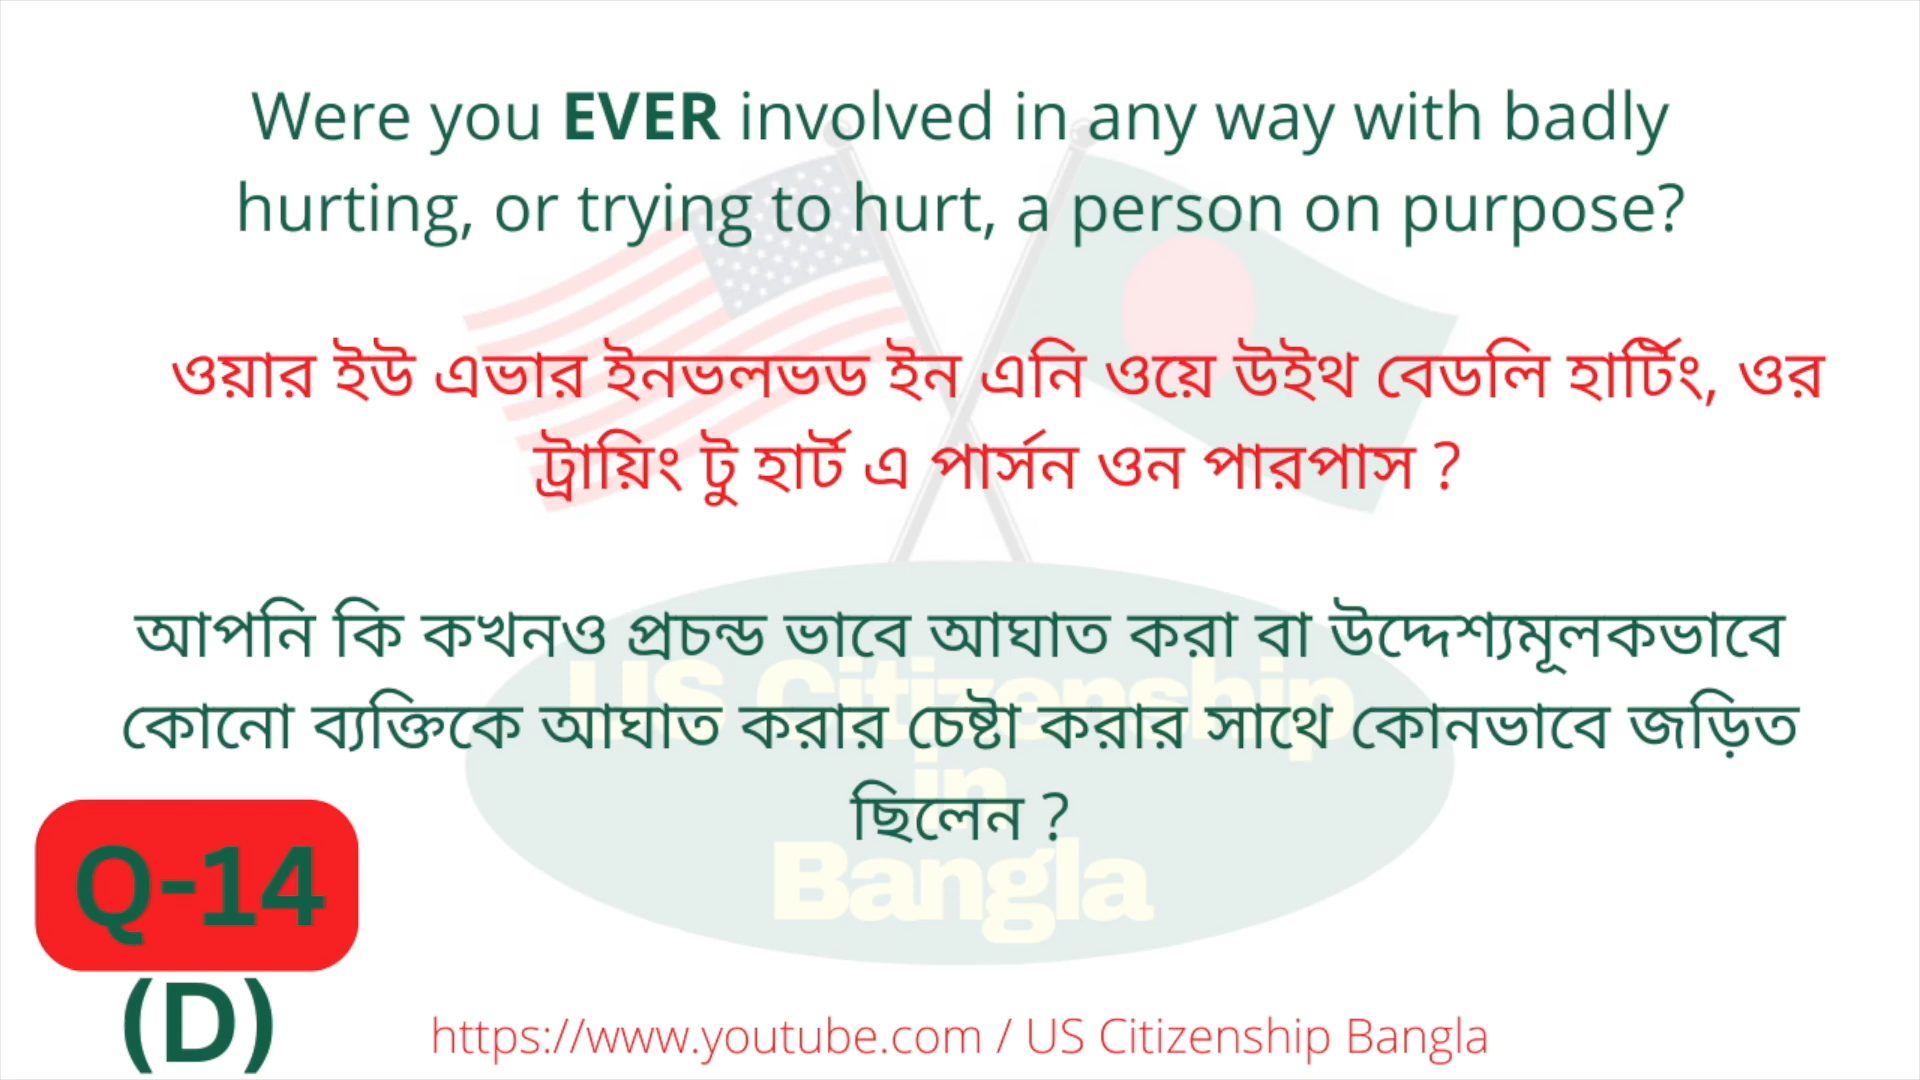 Were you EVER involved in any way with badly
hurting, or trying to hurt, a person on purpose?
ওয়ার ইউ এভার ইনভলভড ইন এনি ওয়ে উইথ বেডলি হার্টিং, ওর
ট্রায়িং টু হার্ট এ পার্সন ওন পারপাস ?
আপনি কি কখনও প্রচন্ড ভাবে আঘাত করা বা উদ্দেশ্যমূলকভাবে
কোনো ব্যক্তিকে আঘাত করার চেষ্টা করার সাথে কোনভাবে জড়িত
ছিলেন ?
US Citizenship
in
Bangla
Q-14
(D)
https://www.youtube.com / US Citizenship Bangla